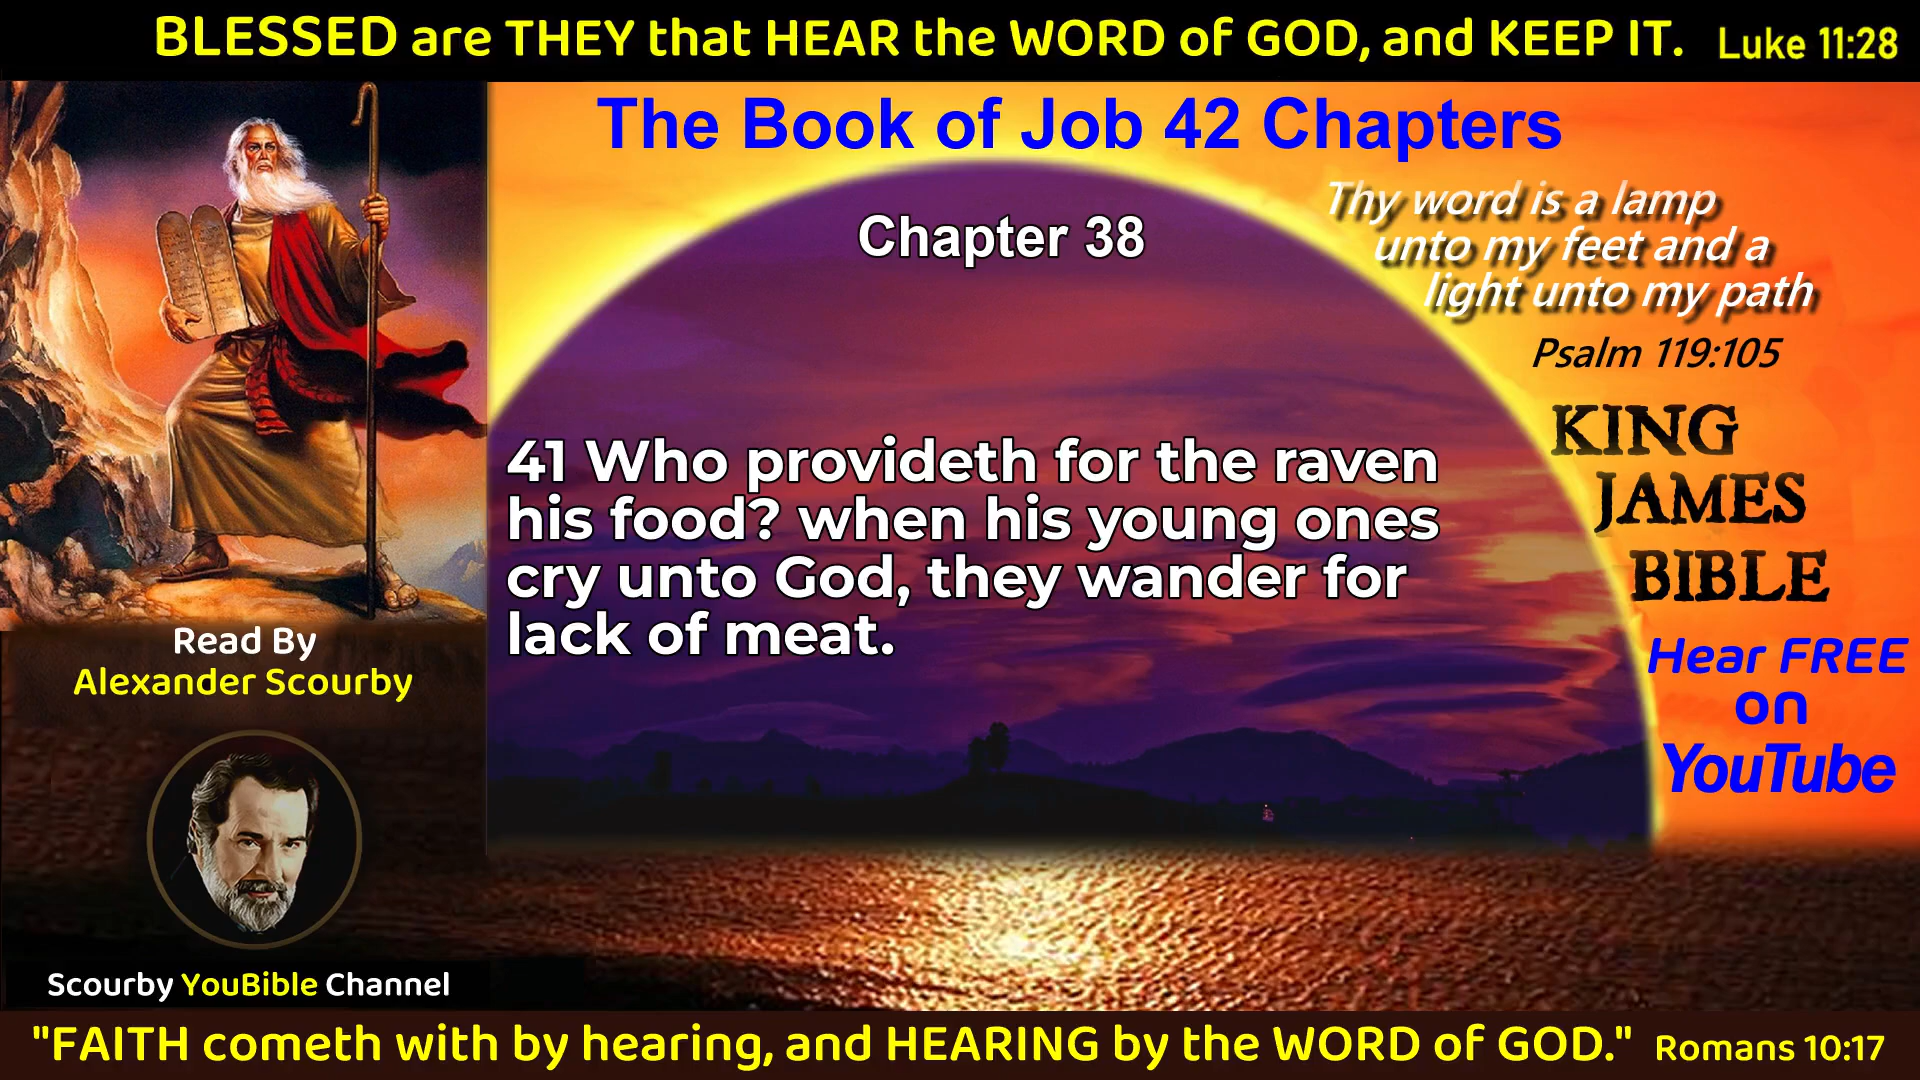 BLESSED are THEY that HEAR the WORD of GOD, and KEEP IT. Luke 11:28
The Book of Job 42 Chapters
Chapter 38
Thy word is a lamp
unto my feet and a
light unto my path
Psalm 119:105
KING
JAMES
BIBLE
Hear FREE
on
YouTube
41 Who provideth for the raven
his food? when his young ones
cry unto God, they wander for
lack of meat.
Read By
Alexander Scourby
Scourby YouBible Channel
"FAITH cometh with by hearing, and HEARING by the WORD of GOD." Romans 10:17